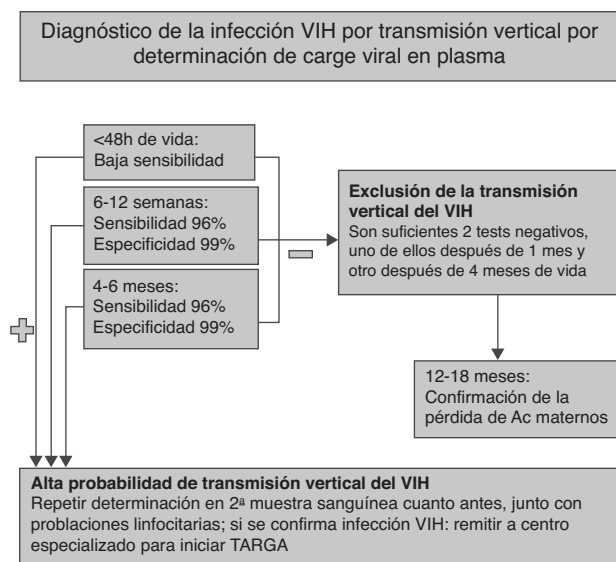 Diagnóstico de la infección VIH por transmisión vertical por
determinación de carge viral en plasma
<48h de vida:
Baja sensibilidad
6-12 semanas:
Sensibilidad 96%
Especificidad 99%
4-6 meses:
Sensibilidad 96%
Especificidad 99%
Exclusión de la transmisión
vertical del VIH
Son suficientes 2 tests negativos,
uno de ellos después de 1 mes y
otro después de 4 meses de vida
12-18 meses:
Confirmación de la
pérdida de Ac maternos
Alta probabilidad de transmisión vertical del VIH
Repetir determinación en 2ª muestra sanguínea cuanto antes, junto con
problaciones linfocitarias; si se confirma infección VIH: remitir a centro
especializado para iniciar TARGA